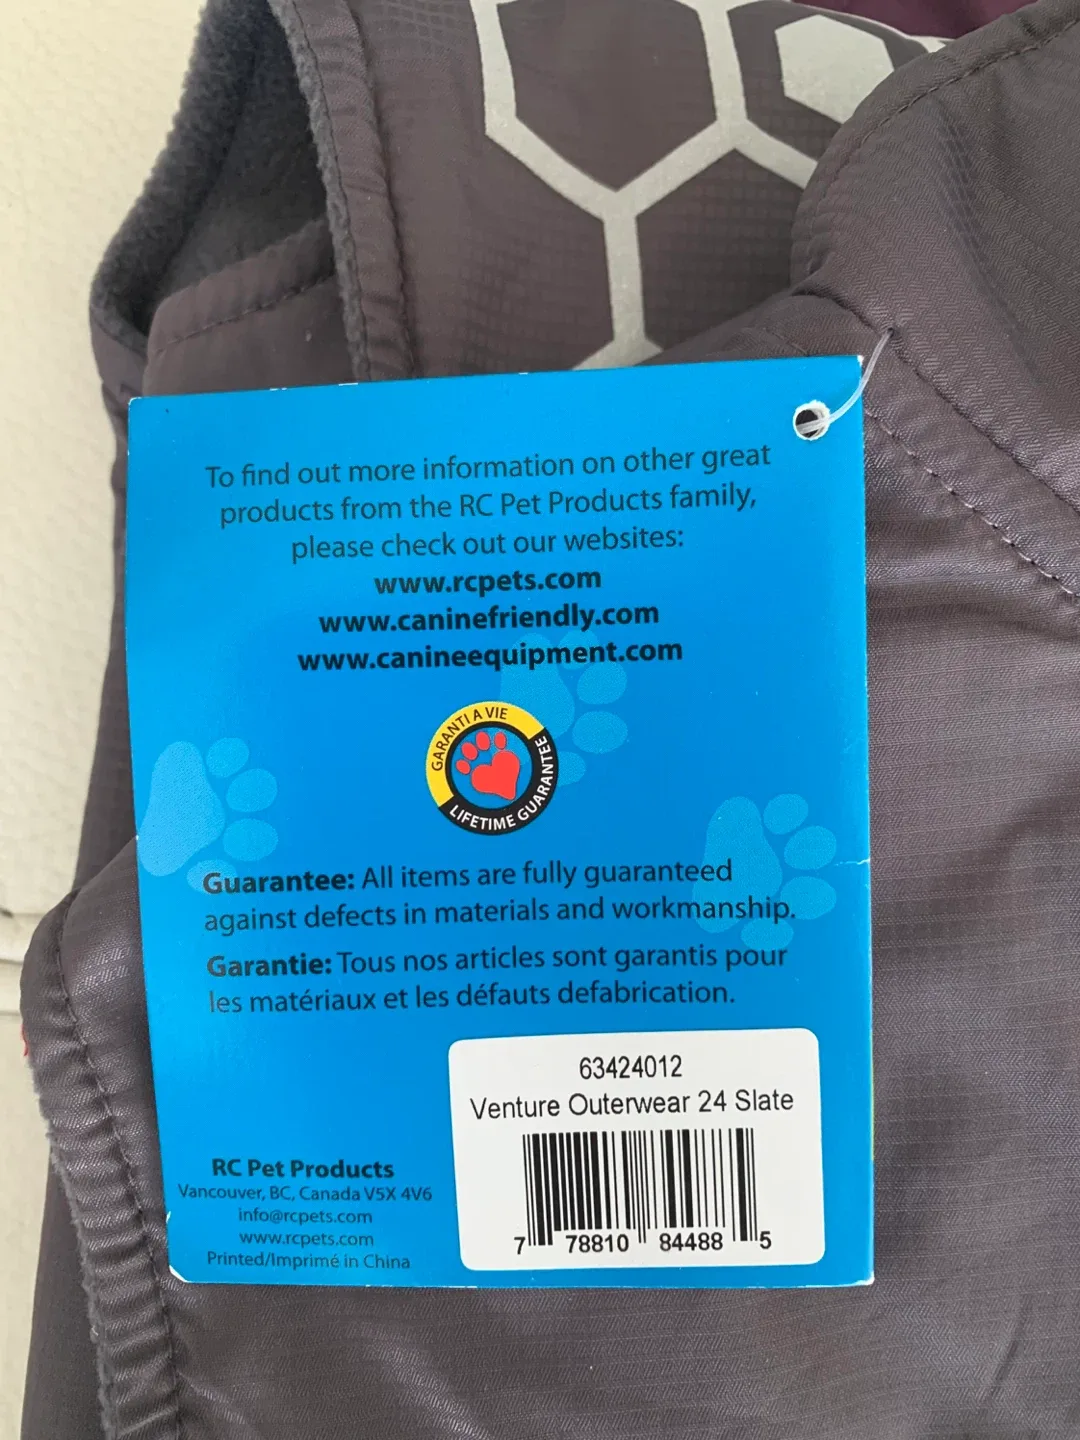 To find out more information on other great
products from the RC Pet Products family,
please check out our websites:
www.rcpets.com
www.caninefriendly.com
www.canineequipment.com
GARANTI A VIE
LIFETIME GUARANTEE
Guarantee: All items are fully guaranteed
against defects in materials and workmanship.
Garantie: Tous nos articles sont garantis pour
les matériaux et les défauts defabrication.
63424012
Venture Outerwear 24 Slate
7 78810 84488 5
RC Pet Products
Vancouver, BC, Canada V5X 4V6
info@rcpets.com
www.rcpets.com
Printed/Imprimé in China